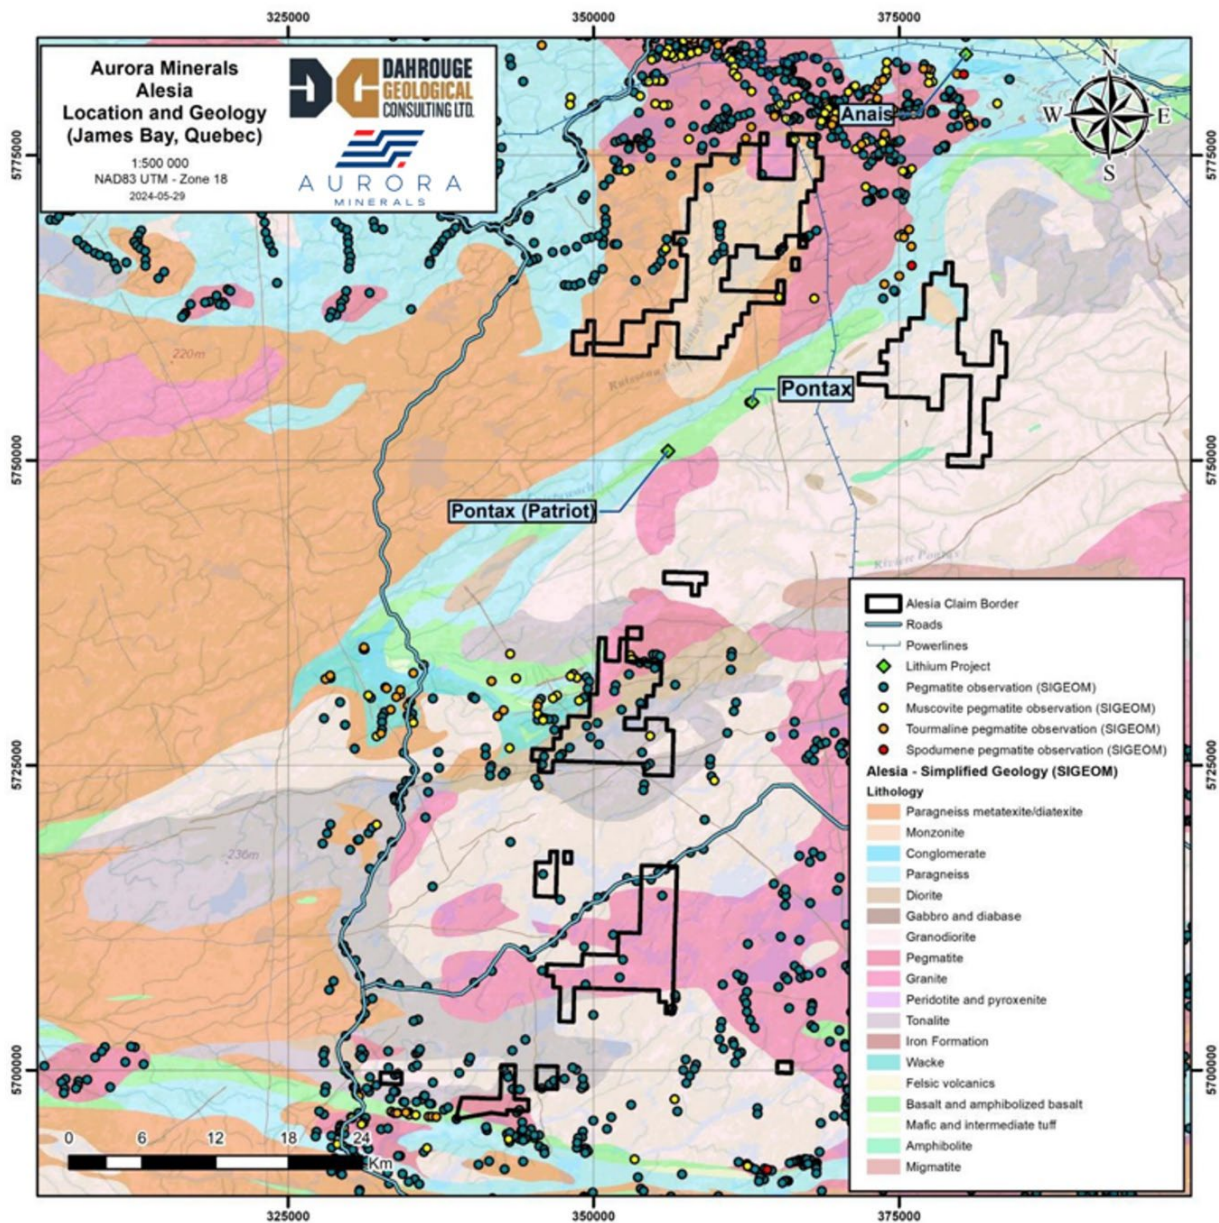 325000 350000 375000
Aurora Minerals
Alesia
Location and Geology
(James Bay, Quebec)
1:500 000
NAD83 UTM - Zone 18
2024-05-29
DG
DAHROUGE
GEOLOGICAL
CONSULTING LTD.
AURORA
MINERALS
N
W E
S
Anais
5775000 5775000
220m
Pontax
5750000 5750000
Pontax (Patriot)
Rivière Pontax
Alesia Claim Border
Roads
Powerlines
Lithium Project
Pegmatite observation (SIGEOM)
Muscovite pegmatite observation (SIGEOM)
Tourmaline pegmatite observation (SIGEOM)
Spodumene pegmatite observation (SIGEOM)
5725000 5725000
Alesia - Simplified Geology (SIGEOM)
Lithology
Paragneiss metatexite/diatexite
Monzonite
Conglomerate
Paragneiss
Diorite
Gabbro and diabase
Granodiorite
Pegmatite
Granite
Peridotite and pyroxenite
Tonalite
Iron Formation
Wacke
Felsic volcanics
Basalt and amphibolized basalt
Mafic and intermediate tuff
Amphibolite
Migmatite
236m
5700000 5700000
0 6 12 18 24
Km
325000 350000 375000